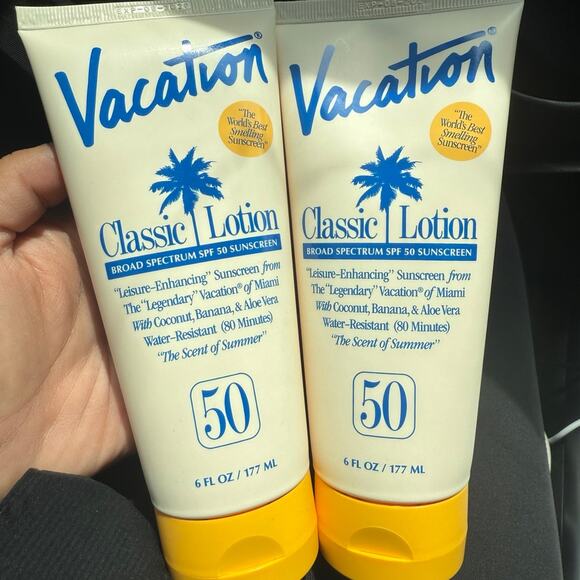 Vacation®
"The
World's Best
Smelling
Sunscreen"
Classic Lotion
BROAD SPECTRUM SPF 50 SUNSCREEN
"Leisure-Enhancing" Sunscreen from
The "Legendary" Vacation® of Miami
With Coconut, Banana, & Aloe Vera
Water-Resistant (80 Minutes)
"The Scent of Summer"
50
6 FL OZ / 177 ML
Vacation®
"The
World's Best
Smelling
Sunscreen"
Classic Lotion
BROAD SPECTRUM SPF 50 SUNSCREEN
"Leisure-Enhancing" Sunscreen from
The "Legendary" Vacation® of Miami
With Coconut, Banana, & Aloe Vera
Water-Resistant (80 Minutes)
"The Scent of Summer"
50
6 FL OZ / 177 ML